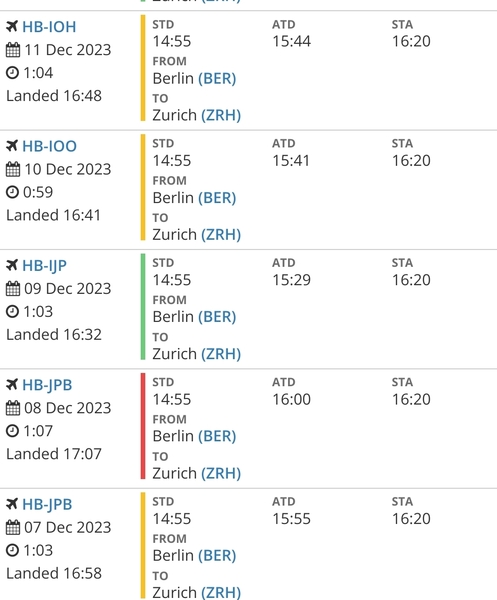 Zurich (ZRH)
HB-IOH
11 Dec 2023
1:04
Landed 16:48
STD ATD STA
14:55 15:44 16:20
FROM
Berlin (BER)
TO
Zurich (ZRH)
HB-IOO
10 Dec 2023
0:59
Landed 16:41
STD ATD STA
14:55 15:41 16:20
FROM
Berlin (BER)
TO
Zurich (ZRH)
HB-IJP
09 Dec 2023
1:03
Landed 16:32
STD ATD STA
14:55 15:29 16:20
FROM
Berlin (BER)
TO
Zurich (ZRH)
HB-JPB
08 Dec 2023
1:07
Landed 17:07
STD ATD STA
14:55 16:00 16:20
FROM
Berlin (BER)
TO
Zurich (ZRH)
HB-JPB
07 Dec 2023
1:03
Landed 16:58
STD ATD STA
14:55 15:55 16:20
FROM
Berlin (BER)
TO
Zurich (ZRH)